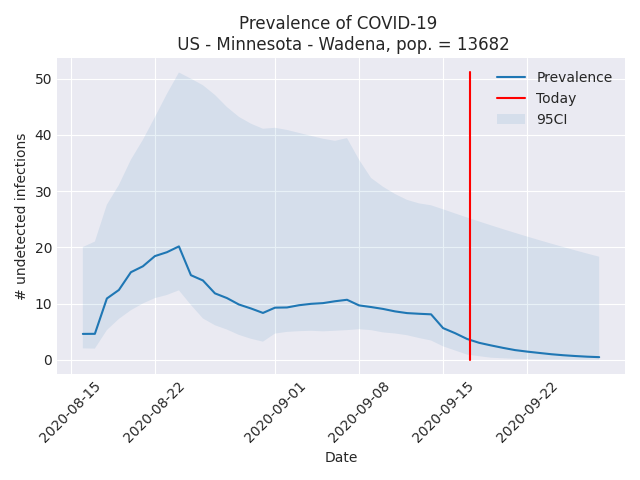 Prevalence of COVID-19
US - Minnesota - Wadena, pop. = 13682
# undetected infections
50
40
30
20
10
0
Prevalence
Today
95CI
2020-08-15
2020-08-22
2020-09-01
2020-09-08
2020-09-15
2020-09-22
Date